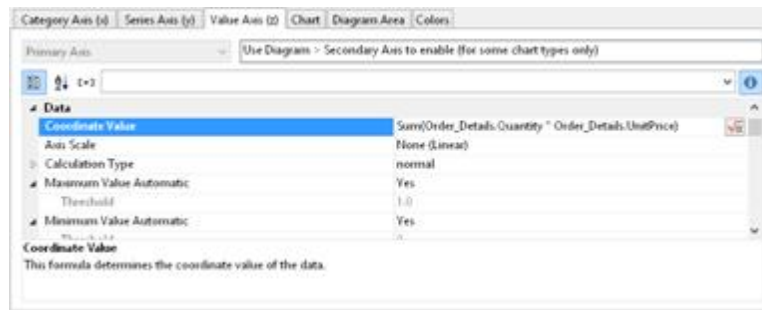 Category Axis (x) Series Axis (y) Value Axis (z) Chart Diagram Area Colors
Primary Axis Use Diagram > Secondary Axis to enable (for some chart types only)
Data
Coordinate Value Sum(Order_Details.Quantity * Order_Details.UnitPrice)
Axis Scale None (Linear)
Calculation Type normal
Maximum Value Automatic Yes
Threshold 1.0
Minimum Value Automatic Yes
Threshold
Coordinate Value
This formula determines the coordinate value of the data.